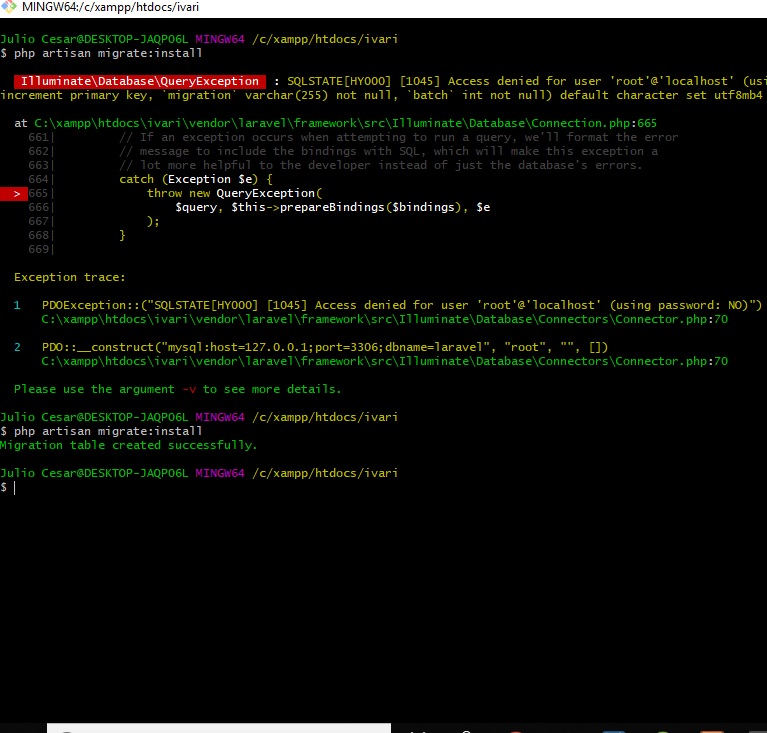 MINGW64:/c/xampp/htdocs/ivari
Julio Cesar@DESKTOP-JAQPO6L MINGW64 /c/xampp/htdocs/ivari
$ php artisan migrate:install
Illuminate\Database\QueryException : SQLSTATE[HY000] [1045] Access denied for user 'root'@'localhost' (usi
increment primary key, `migration` varchar(255) not null, `batch` int not null) default character set utf8mb4
at C:\xampp\htdocs\ivari\vendor\laravel\framework\src\Illuminate\Database\Connection.php:665
661| // If an exception occurs when attempting to run a query, we'll format the error
662| // message to include the bindings with SQL, which will make this exception a
663| // lot more helpful to the developer instead of just the database's errors.
664| catch (Exception $e) {
> 665| throw new QueryException(
666| $query, $this->prepareBindings($bindings), $e
667| );
668| }
669|
Exception trace:
1 PDOException::("SQLSTATE[HY000] [1045] Access denied for user 'root'@'localhost' (using password: NO)")
C:\xampp\htdocs\ivari\vendor\laravel\framework\src\Illuminate\Database\Connectors\Connector.php:70
2 PDO::__construct("mysql:host=127.0.0.1;port=3306;dbname=laravel", "root", "", [])
C:\xampp\htdocs\ivari\vendor\laravel\framework\src\Illuminate\Database\Connectors\Connector.php:70
Please use the argument -v to see more details.
Julio Cesar@DESKTOP-JAQPO6L MINGW64 /c/xampp/htdocs/ivari
$ php artisan migrate:install
Migration table created successfully.
Julio Cesar@DESKTOP-JAQPO6L MINGW64 /c/xampp/htdocs/ivari
$